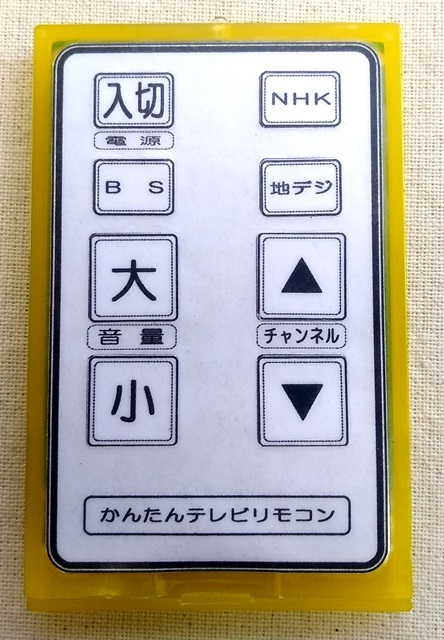 入切 NHK
電源
BS 地デジ
大 ▲
音量 チャンネル
小 ▼
かんたんテレビリモコン